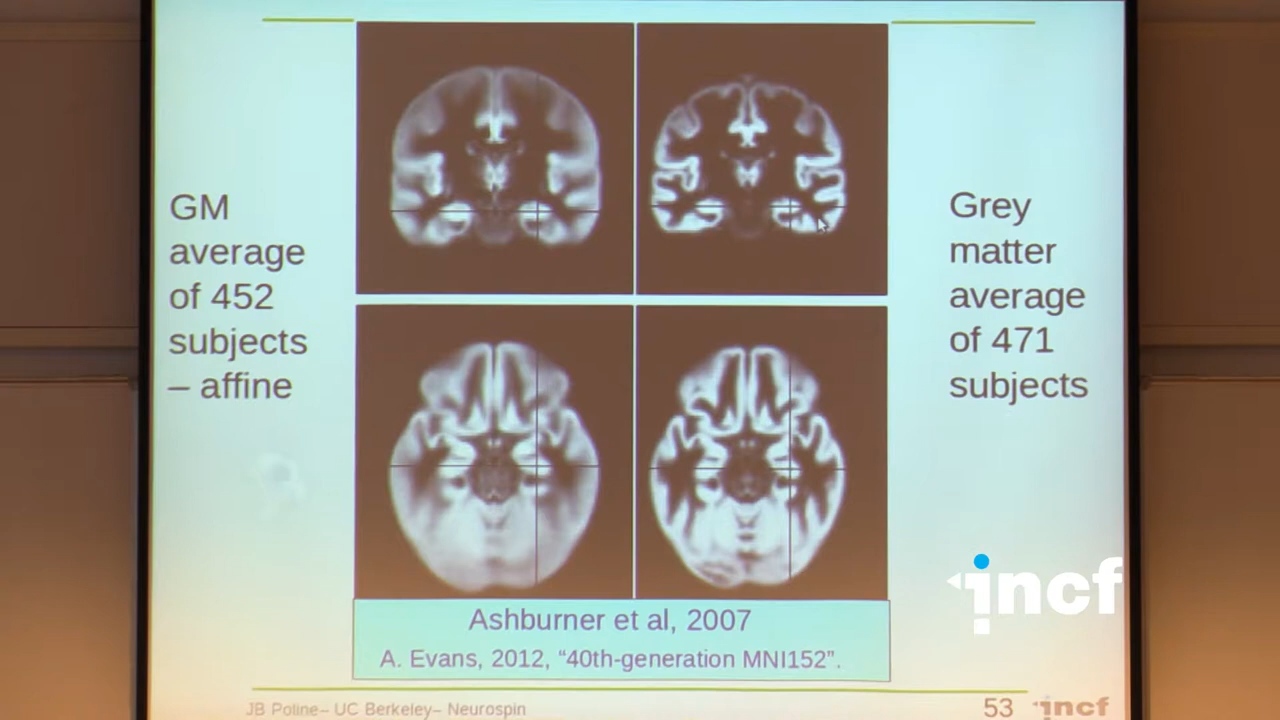 GM
average
of 452
subjects
– affine
Grey
matter
average
of 471
subjects
incf
Ashburner et al, 2007
A. Evans, 2012, “40th-generation MNI152”.
JB Poline– UC Berkeley– Neurospin
53
incf